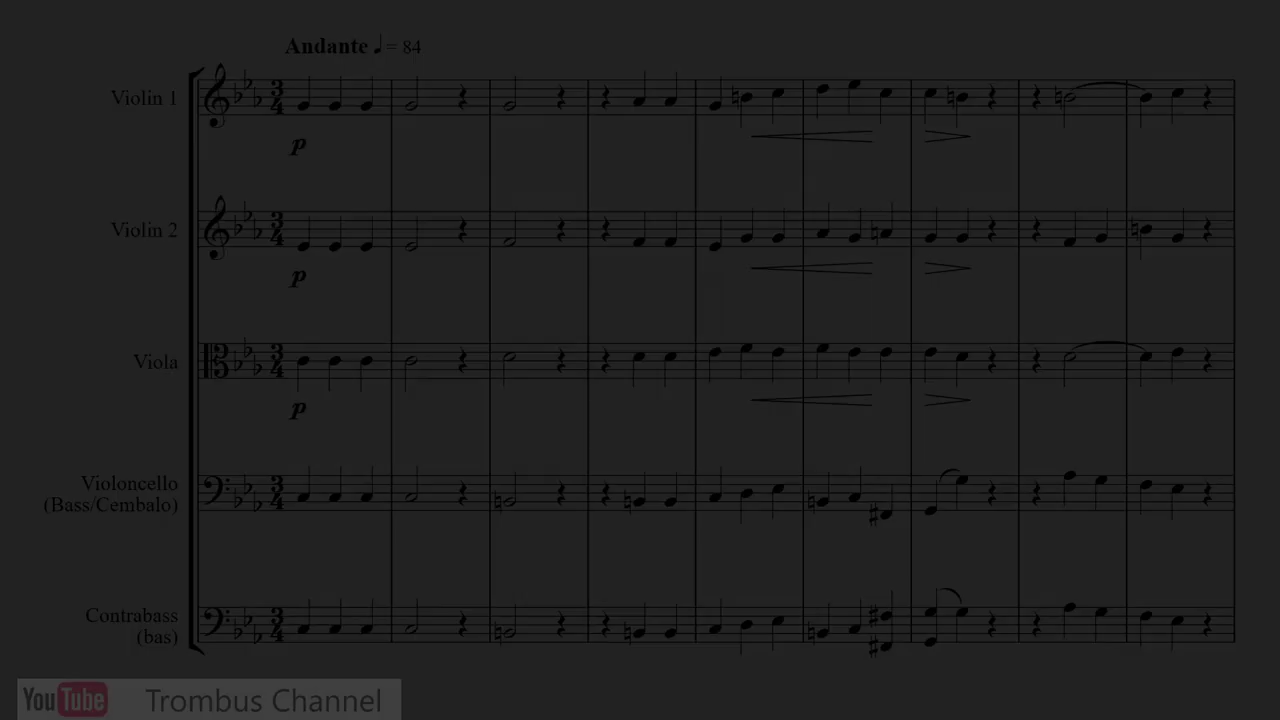 Andante ♩ = 84
Violin 1
p
Violin 2
p
Viola
p
Violoncello
(Bass/Cembalo)
Contrabass
(bas)
YouTube Trombus Channel